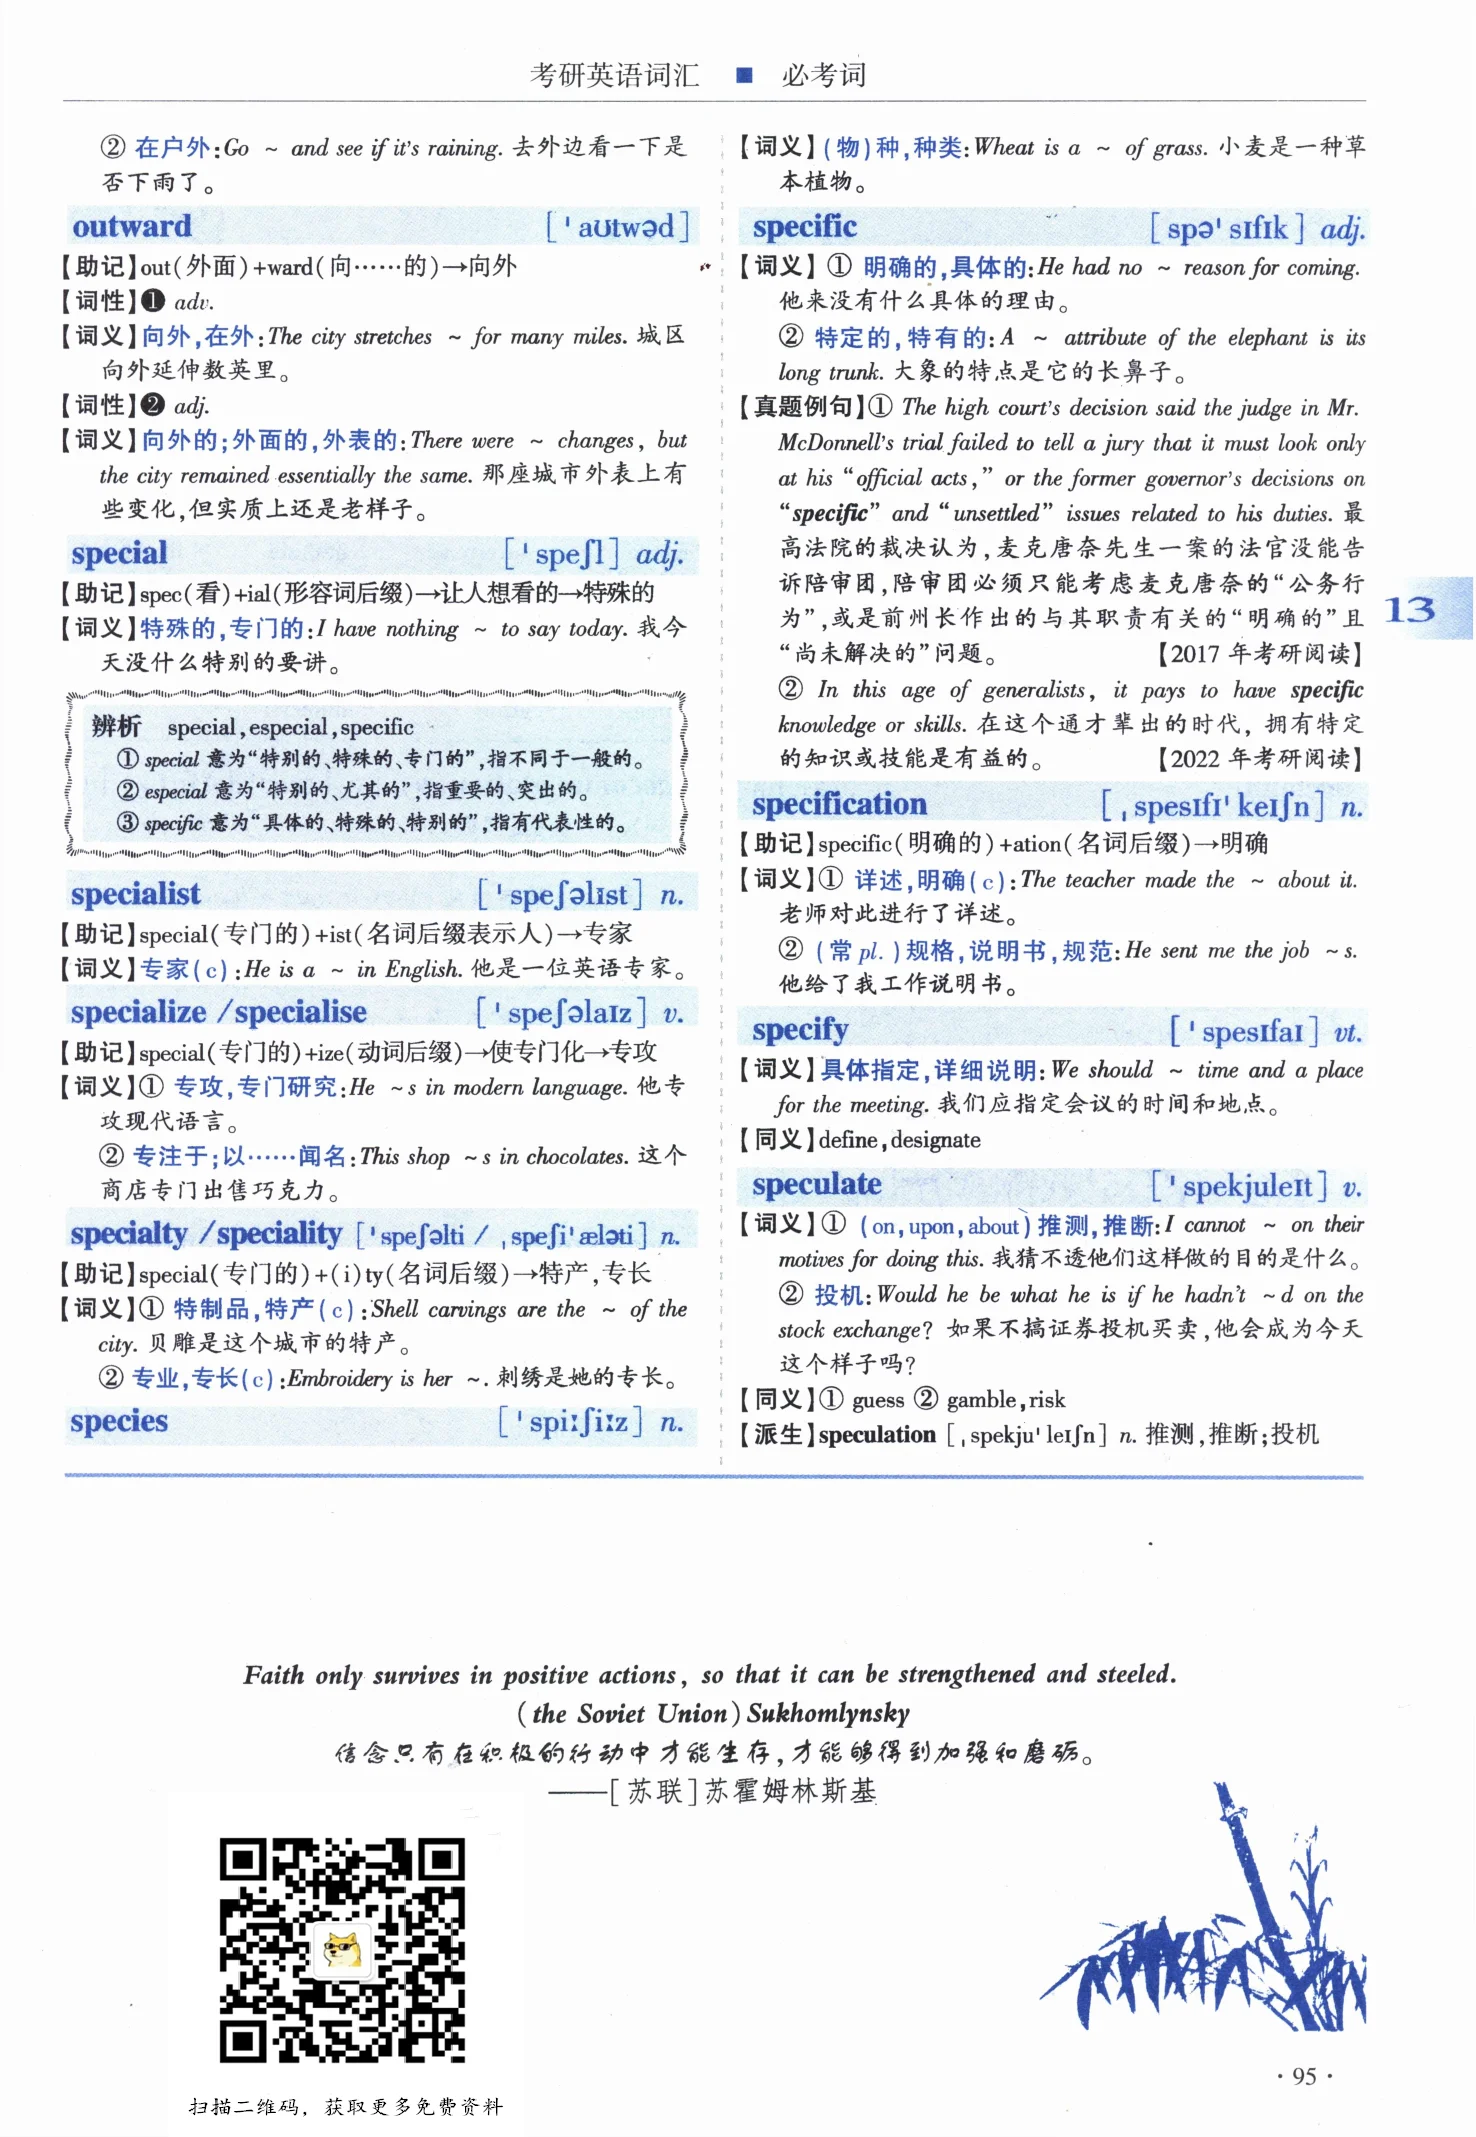 考研英语词汇 ■ 必考词
② 在户外:Go ~ and see if it's raining. 去外边看一下是
否下雨了。
outward [ˈaʊtwəd]
【助记】out(外面)+ward(向……的)→向外
【词性】❶ adv.
【词义】向外,在外:The city stretches ~ for many miles. 城区
向外延伸数英里。
【词性】❷ adj.
【词义】向外的;外面的,外表的:There were ~ changes, but
the city remained essentially the same. 那座城市外表上有
些变化,但实质上还是老样子。
special [ˈspeʃl] adj.
【助记】spec(看)+ial(形容词后缀)→让人想看的→特殊的
【词义】特殊的,专门的:I have nothing ~ to say today. 我今
天没什么特别的要讲。
辨析 special,especial,specific
① special 意为“特别的、特殊的、专门的”,指不同于一般的。
② especial 意为“特别的、尤其的”,指重要的、突出的。
③ specific 意为“具体的、特殊的、特别的”,指有代表性的。
specialist [ˈspeʃəlɪst] n.
【助记】special(专门的)+ist(名词后缀表示人)→专家
【词义】专家(c):He is a ~ in English. 他是一位英语专家。
specialize /specialise [ˈspeʃəlaɪz] v.
【助记】special(专门的)+ize(动词后缀)→使专门化→专攻
【词义】① 专攻,专门研究:He ~s in modern language. 他专
攻现代语言。
② 专注于;以……闻名:This shop ~s in chocolates. 这个
商店专门出售巧克力。
specialty /speciality [ˈspeʃəlti / ˌspeʃiˈæləti] n.
【助记】special(专门的)+(i)ty(名词后缀)→特产,专长
【词义】① 特制品,特产(c):Shell carvings are the ~ of the
city. 贝雕是这个城市的特产。
② 专业,专长(c):Embroidery is her ~. 刺绣是她的专长。
species [ˈspiːʃiːz] n.
【词义】(物)种,种类:Wheat is a ~ of grass. 小麦是一种草
本植物。
specific [spəˈsɪfɪk] adj.
【词义】① 明确的,具体的:He had no ~ reason for coming.
他来没有什么具体的理由。
② 特定的,特有的:A ~ attribute of the elephant is its
long trunk. 大象的特点是它的长鼻子。
【真题例句】① The high court's decision said the judge in Mr.
McDonnell's trial failed to tell a jury that it must look only
at his “official acts,” or the former governor's decisions on
“specific” and “unsettled” issues related to his duties. 最
高法院的裁决认为,麦克唐奈先生一案的法官没能告
诉陪审团,陪审团必须只能考虑麦克唐奈的“公务行
为”,或是前州长作出的与其职责有关的“明确的”且
“尚未解决的”问题。 【2017 年考研阅读】
② In this age of generalists, it pays to have specific
knowledge or skills. 在这个通才辈出的时代, 拥有特定
的知识或技能是有益的。 【2022 年考研阅读】
specification [ˌspesɪfɪˈkeɪʃn] n.
【助记】specific(明确的)+ation(名词后缀)→明确
【词义】① 详述,明确(c):The teacher made the ~ about it.
老师对此进行了详述。
② (常 pl.)规格,说明书,规范:He sent me the job ~s.
他给了我工作说明书。
specify [ˈspesɪfaɪ] vt.
【词义】具体指定,详细说明:We should ~ time and a place
for the meeting. 我们应指定会议的时间和地点。
【同义】define,designate
speculate [ˈspekjuleɪt] v.
【词义】① (on,upon,about)推测,推断:I cannot ~ on their
motives for doing this. 我猜不透他们这样做的目的是什么。
② 投机:Would he be what he is if he hadn't ~d on the
stock exchange? 如果不搞证券投机买卖,他会成为今天
这个样子吗?
【同义】① guess ② gamble,risk
【派生】speculation [ˌspekjuˈleɪʃn] n. 推测,推断;投机
13
Faith only survives in positive actions, so that it can be strengthened and steeled.
(the Soviet Union) Sukhomlynsky
信念只有在积极的行动中才能生存,才能够得到加强和磨砺。
——[苏联]苏霍姆林斯基
扫描二维码, 获取更多免费资料
· 95 ·